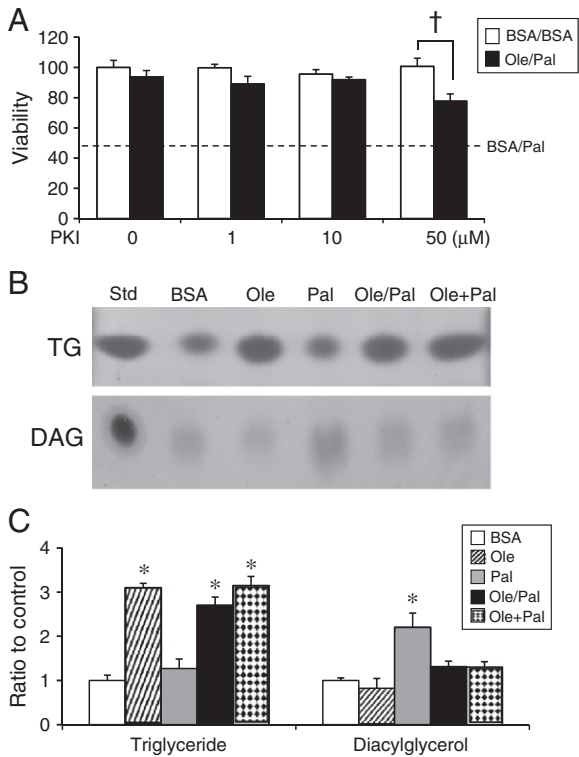 A
120
100
80
60
40
20
0
Viability
†
BSA/BSA
Ole/Pal
BSA/Pal
PKI 0 1 10 50 (μM)
B
Std BSA Ole Pal Ole/Pal Ole+Pal
TG
DAG
C
4
3
2
1
0
Ratio to control
* * * *
BSA
Ole
Pal
Ole/Pal
Ole+Pal
Triglyceride Diacylglycerol